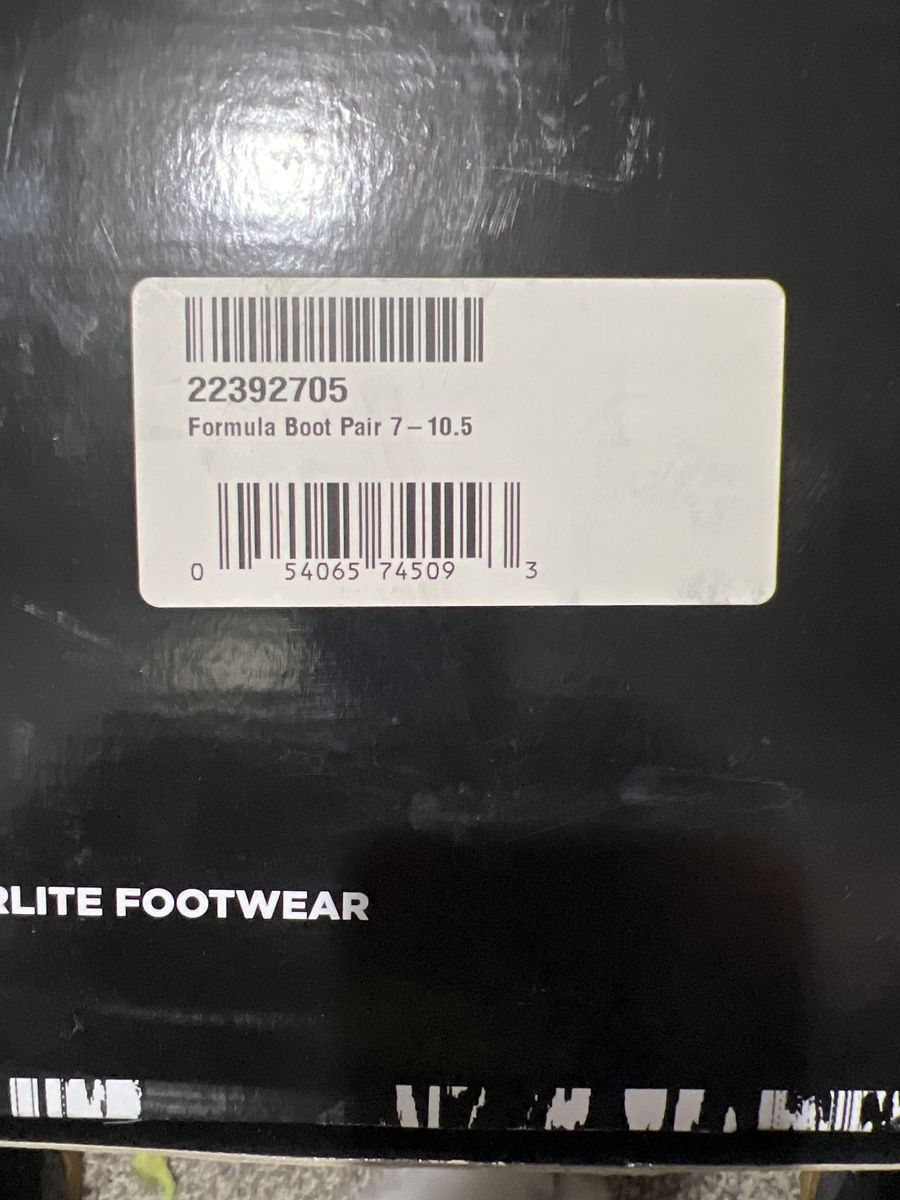 22392705
Formula Boot Pair 7–10.5
0 54065 74509 3
RLITE FOOTWEAR